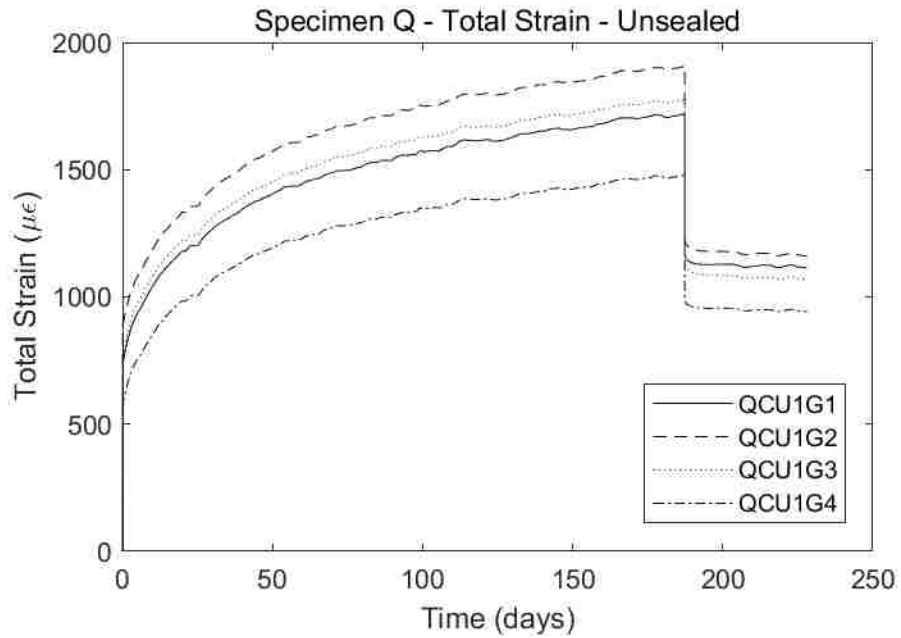 Specimen Q - Total Strain - Unsealed
Total Strain (με)
2000
1500
1000
500
0
0 50 100 150 200 250
Time (days)
QCU1G1
QCU1G2
QCU1G3
QCU1G4